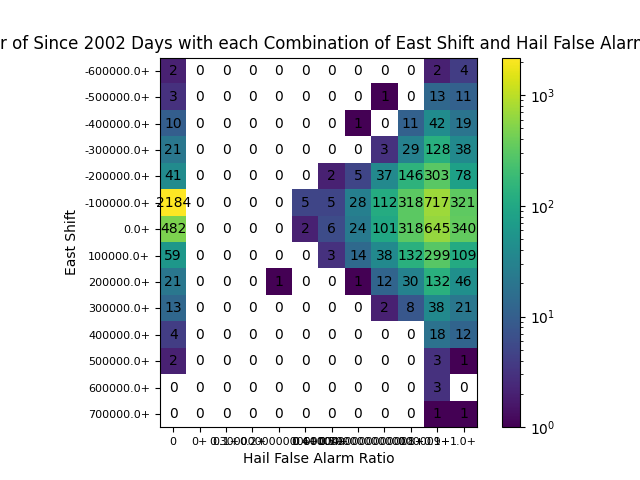 r of Since 2002 Days with each Combination of East Shift and Hail False Alarm
-600000.0+ 2 0 0 0 0 0 0 0 0 0 2 4
-500000.0+ 3 0 0 0 0 0 0 0 1 0 13 11
-400000.0+ 10 0 0 0 0 0 0 1 0 11 42 19
-300000.0+ 21 0 0 0 0 0 0 0 3 29 128 38
-200000.0+ 41 0 0 0 0 0 2 5 37 146 303 78
-100000.0+ 2184 0 0 0 0 5 5 28 112 318 717 321
0.0+ 482 0 0 0 0 2 6 24 101 318 645 340
100000.0+ 59 0 0 0 0 0 3 14 38 132 299 109
200000.0+ 21 0 0 0 1 0 0 1 12 30 132 46
300000.0+ 13 0 0 0 0 0 0 0 2 8 38 21
400000.0+ 4 0 0 0 0 0 0 0 0 0 18 12
500000.0+ 2 0 0 0 0 0 0 0 0 0 3 1
600000.0+ 0 0 0 0 0 0 0 0 0 0 3 0
700000.0+ 0 0 0 0 0 0 0 0 0 0 1 1
East Shift
0 0+ 1.0+
Hail False Alarm Ratio
10³
10²
10¹
10⁰